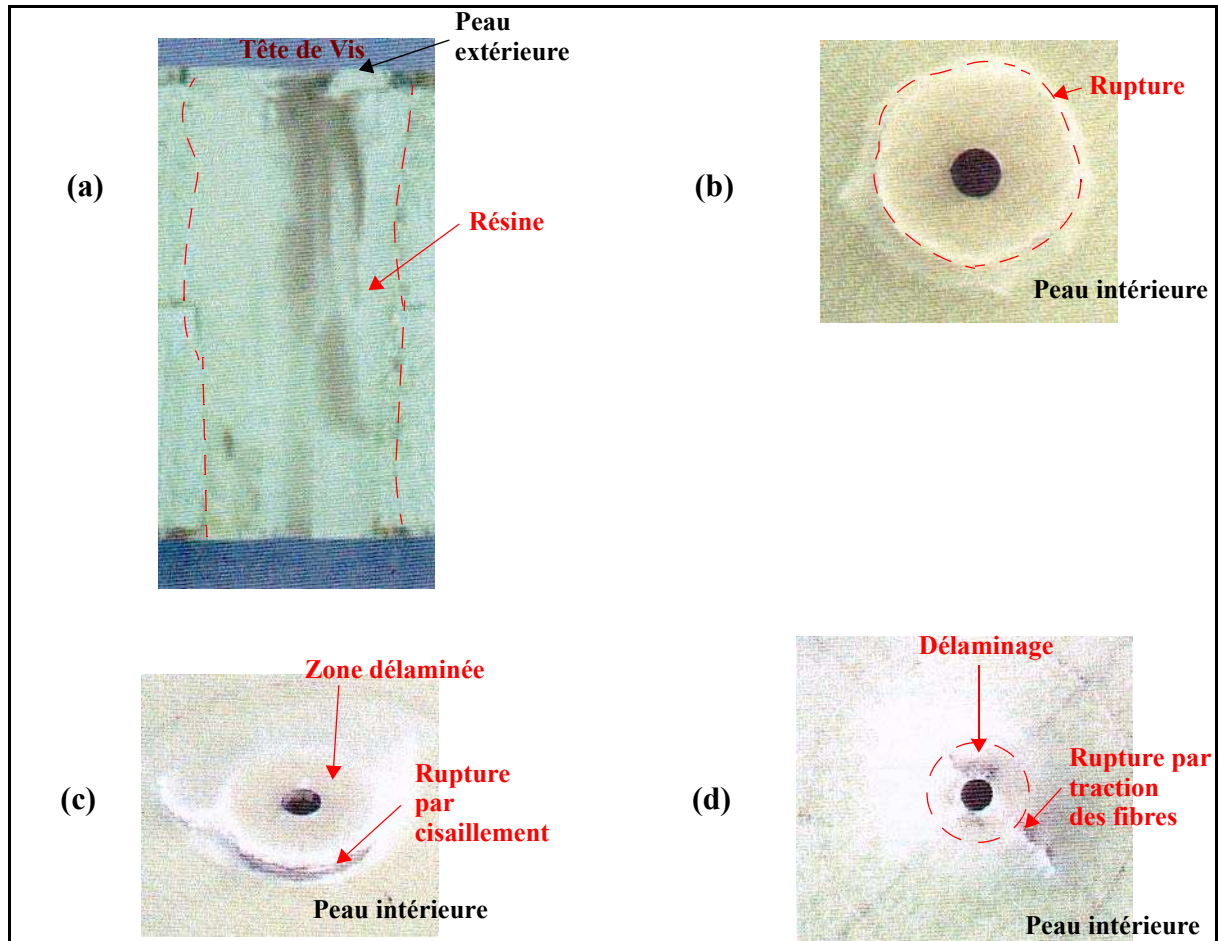 Tête de Vis
Peau
extérieure
(a)
Résine
(b)
Rupture
Peau intérieure
(c)
Zone délaminée
Rupture
par
cisaillement
Peau intérieure
(d)
Délaminage
Rupture par
traction
des fibres
Peau intérieure